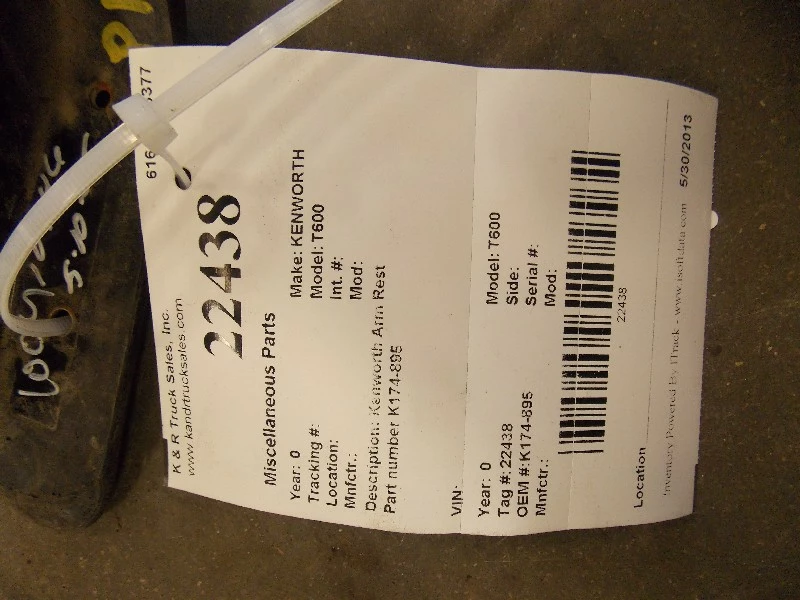 K & R Truck Sales, Inc.
www.kandrtrucksales.com
22438
Miscellaneous Parts
Year: 0 Make: KENWORTH
Tracking #: Model: T600
Location: Int. #:
Mnfctr.: Mod:
Description: Kenworth Arm Rest
Part number K174-895
VIN:
Year: 0 Model: T600
Tag #: 22438 Side:
OEM #:K174-895 Serial #:
Mnfctr.: Mod:
22438
Location
Inventory Powered By ITrack - www.isoftdata.com 5/30/2013